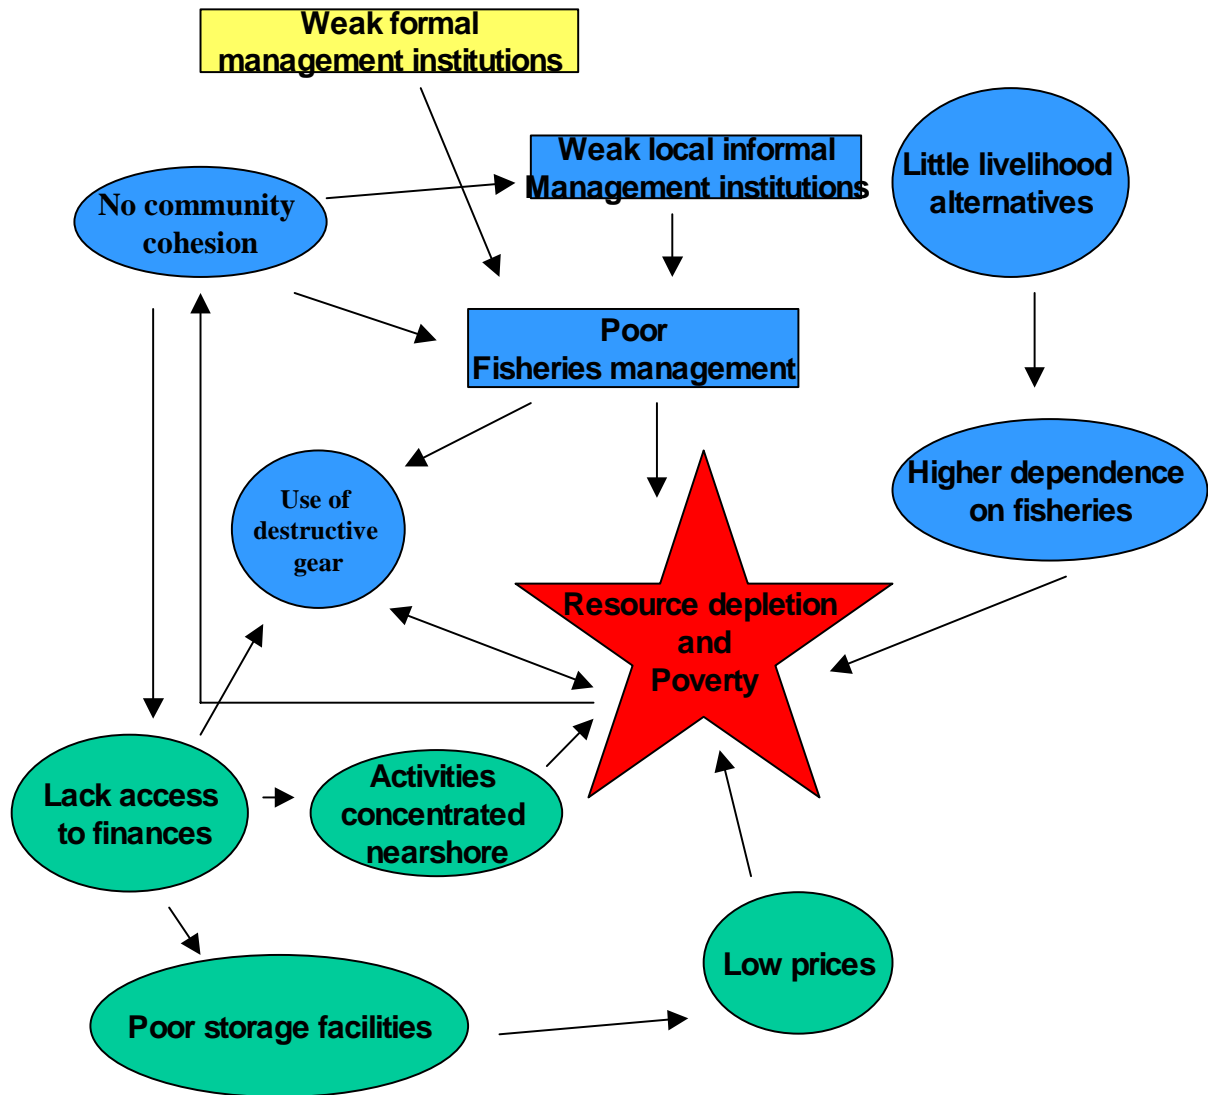 Weak formal
management institutions
Weak local informal
Management institutions
Little livelihood
alternatives
No community
cohesion
Poor
Fisheries management
Higher dependence
on fisheries
Use of
destructive
gear
Resource depletion
and
Poverty
Lack access
to finances
Activities
concentrated
nearshore
Low prices
Poor storage facilities